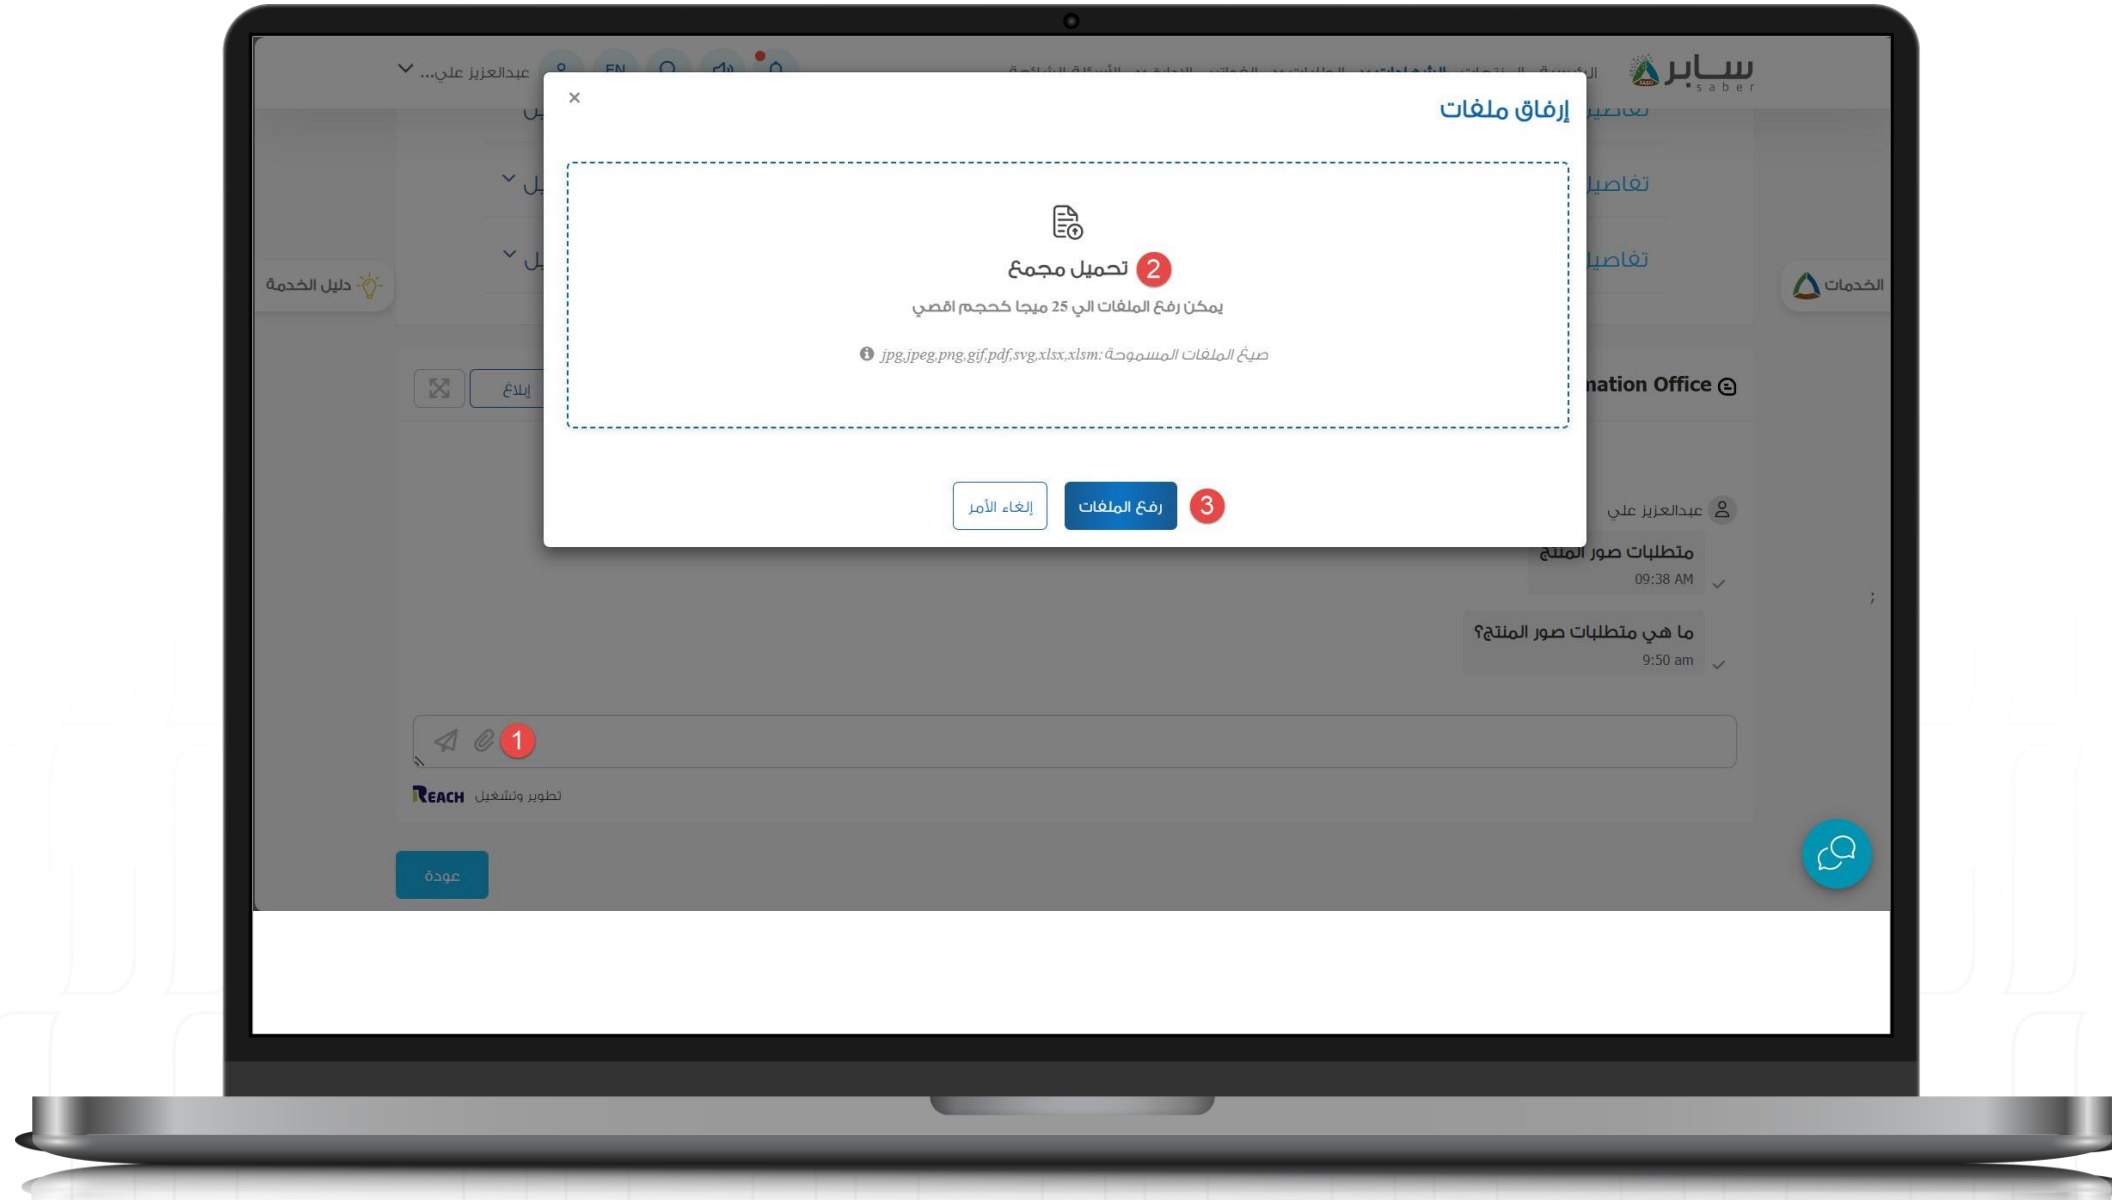 سابر
saber
EN
عبدالعزيز علي...
إرفاق ملفات
تفاصيل
تفاصيل
2 تحميل مجمع
يمكن رفع الملفات الي 25 ميجا كحجم اقصي
صيغ الملفات المسموحة:jpg,jpeg,png,gif,pdf,svg,xlsx,xlsm
الخدمات
دليل الخدمة
إبلاغ
Office
3
رفع الملفات
إلغاء الأمر
عبدالعزيز علي
متطلبات صور المنتج
09:38 AM
;
ما هي متطلبات صور المنتج؟
9:50 am
1
تطوير وتشغيل REACH
عودة